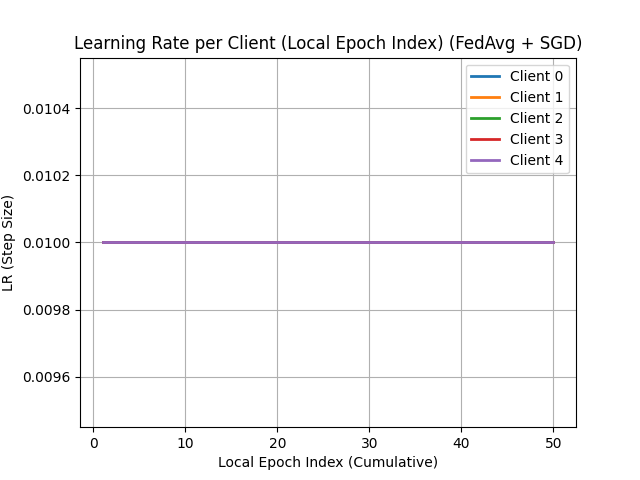 Learning Rate per Client (Local Epoch Index) (FedAvg + SGD)
Client 0
Client 1
Client 2
Client 3
Client 4
LR (Step Size)
0.0104
0.0102
0.0100
0.0098
0.0096
0 10 20 30 40 50
Local Epoch Index (Cumulative)